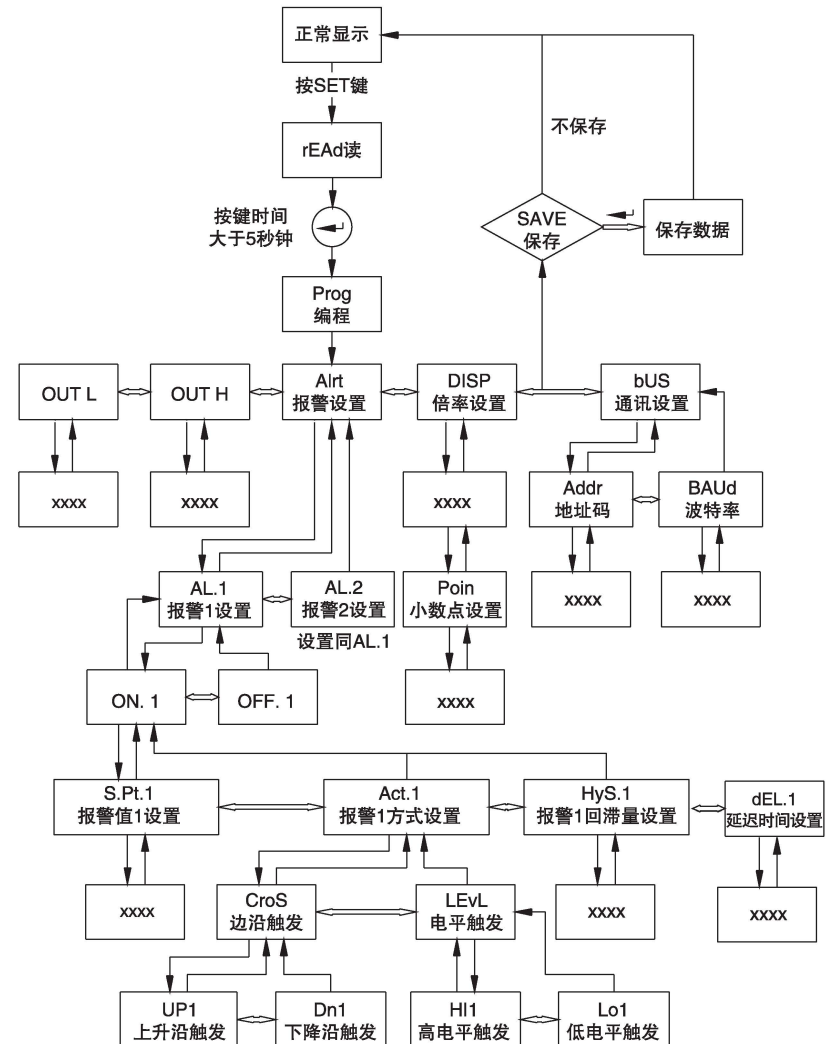 正常显示
按SET键
不保存
rEAd读
按键时间
大于5秒钟
SAVE
保存
保存数据
Prog
编程
OUT L
OUT H
Alrt
报警设置
DISP
倍率设置
bUS
通讯设置
xxxx
xxxx
xxxx
Addr
地址码
BAUd
波特率
AL.1
报警1设置
AL.2
报警2设置
设置同AL.1
Poin
小数点设置
xxxx
xxxx
ON. 1
OFF. 1
xxxx
S.Pt.1
报警值1设置
Act.1
报警1方式设置
HyS.1
报警1回滞量设置
dEL.1
延迟时间设置
xxxx
CroS
边沿触发
LEvL
电平触发
xxxx
xxxx
UP1
上升沿触发
Dn1
下降沿触发
HI1
高电平触发
Lo1
低电平触发